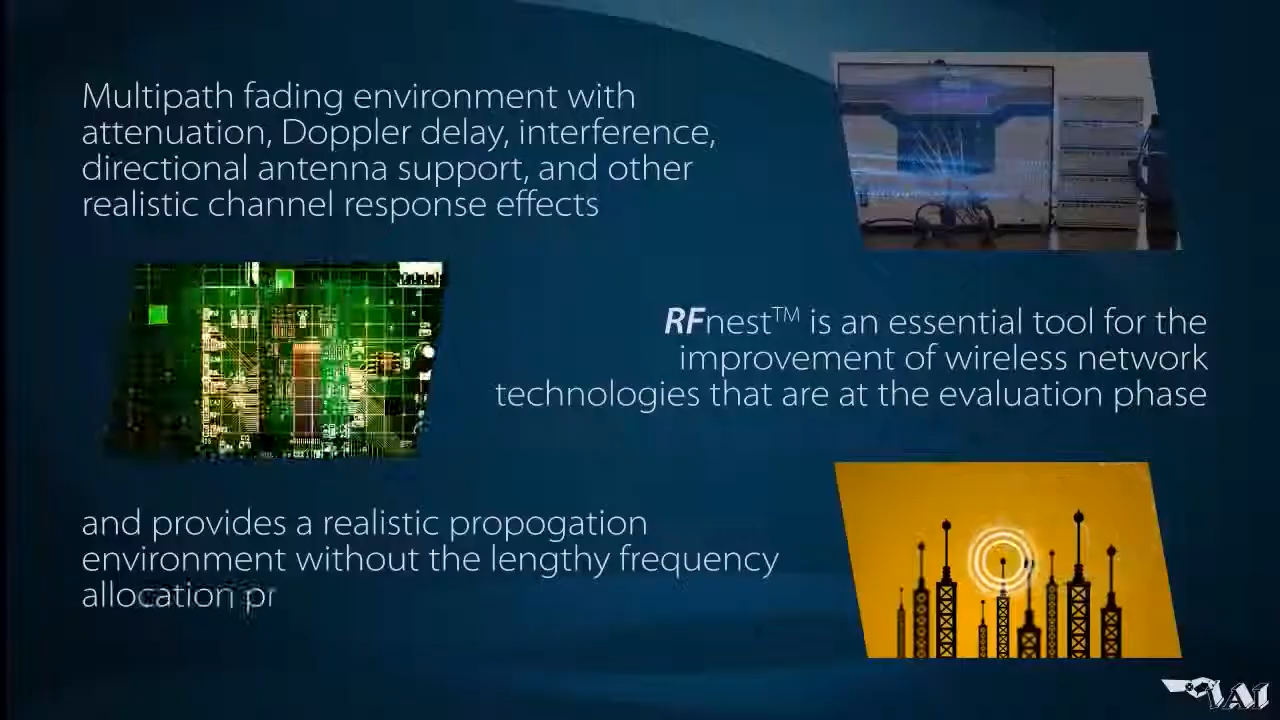 Multipath fading environment with
attenuation, Doppler delay, interference,
directional antenna support, and other
realistic channel response effects
RFnest™ is an essential tool for the
improvement of wireless network
technologies that are at the evaluation phase
and provides a realistic propogation
environment without the lengthy frequency
allocation pr
IAI